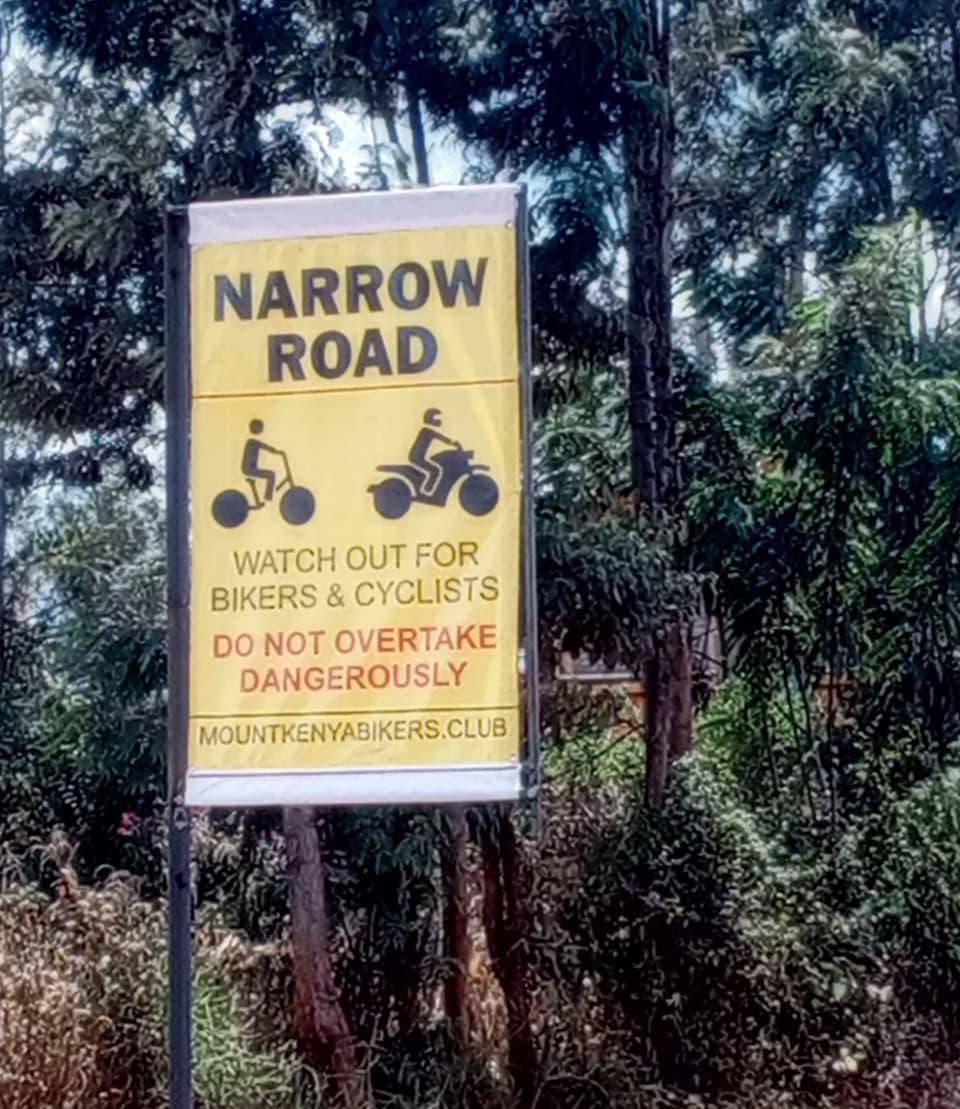 NARROW
ROAD
WATCH OUT FOR
BIKERS & CYCLISTS
DO NOT OVERTAKE
DANGEROUSLY
MOUNTKENYABIKERS.CLUB